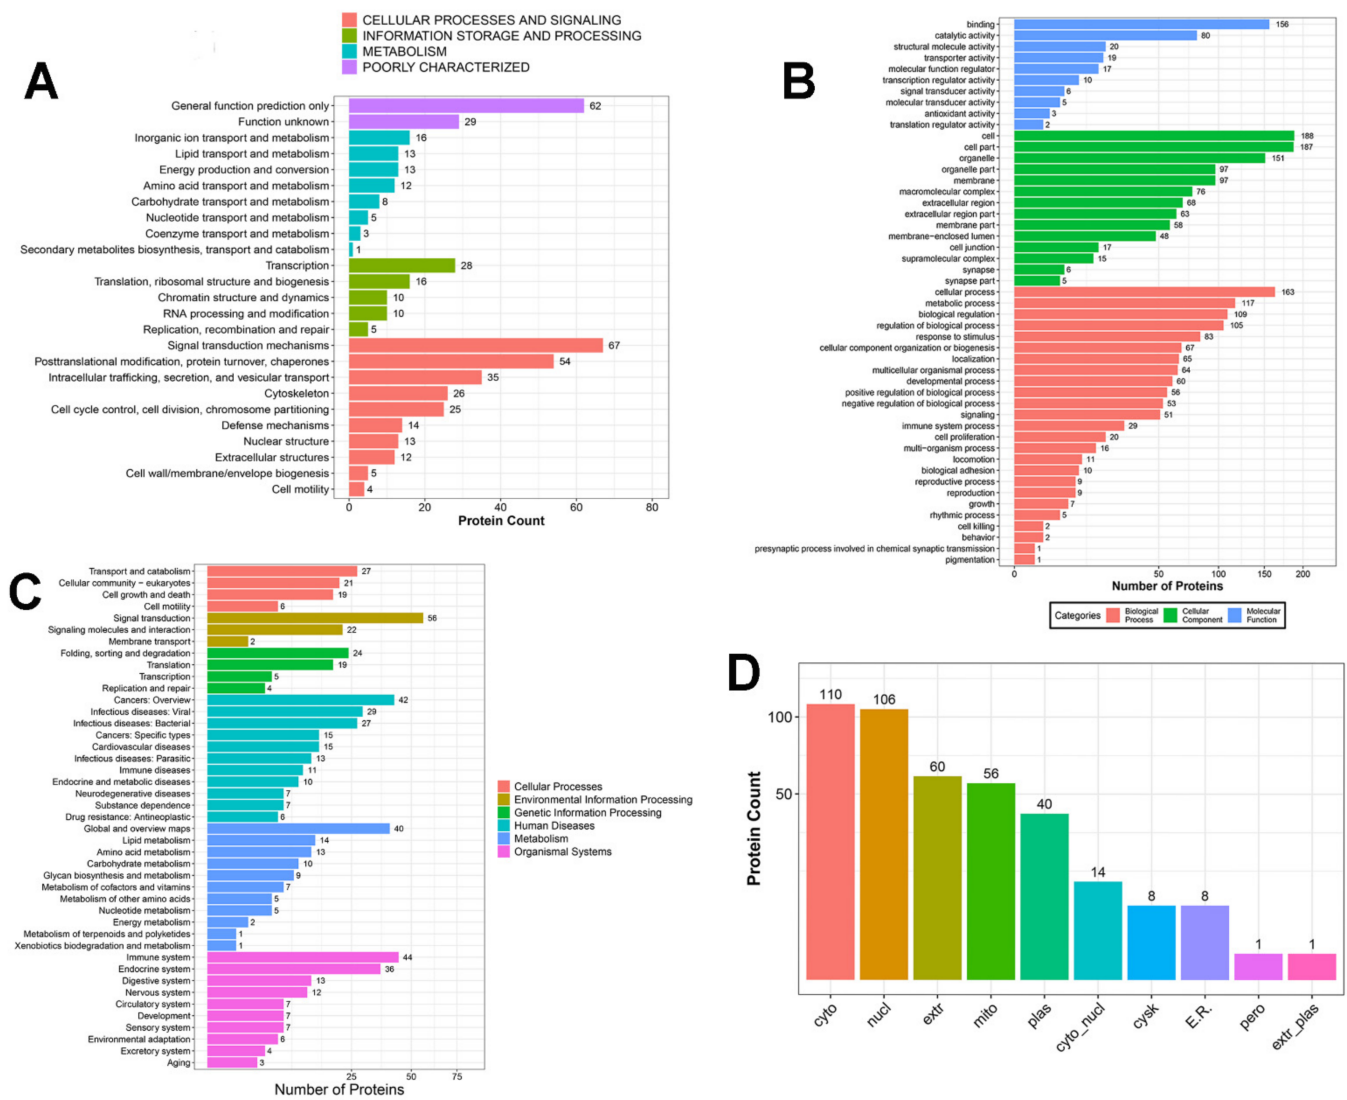 A
CELLULAR PROCESSES AND SIGNALING
INFORMATION STORAGE AND PROCESSING
METABOLISM
POORLY CHARACTERIZED
General function prediction only 62
Function unknown 29
Inorganic ion transport and metabolism 16
Lipid transport and metabolism 13
Energy production and conversion 13
Amino acid transport and metabolism 12
Carbohydrate transport and metabolism 8
Nucleotide transport and metabolism 5
Coenzyme transport and metabolism 3
Secondary metabolites biosynthesis, transport and catabolism 1
Transcription 28
Translation, ribosomal structure and biogenesis 16
Chromatin structure and dynamics 10
RNA processing and modification 10
Replication, recombination and repair 5
Signal transduction mechanisms 67
Posttranslational modification, protein turnover, chaperones 54
Intracellular trafficking, secretion, and vesicular transport 35
Cytoskeleton 26
Cell cycle control, cell division, chromosome partitioning 25
Defense mechanisms 14
Nuclear structure 13
Extracellular structures 12
Cell wall/membrane/envelope biogenesis 5
Cell motility 4
0 20 40 60 80
Protein Count
B
binding 156
catalytic activity 80
structural molecule activity 20
transporter activity 19
molecular function regulator 17
transcription regulator activity 10
signal transducer activity 6
molecular transducer activity 5
antioxidant activity 3
translation regulator activity 2
cell 188
cell part 187
organelle 151
organelle part 97
membrane 97
macromolecular complex 76
extracellular region 68
extracellular region part 63
membrane part 58
membrane−enclosed lumen 48
cell junction 17
supramolecular complex 15
synapse 6
synapse part 5
cellular process 163
metabolic process 117
biological regulation 109
regulation of biological process 105
response to stimulus 83
cellular component organization or biogenesis 67
localization 65
multicellular organismal process 64
developmental process 60
positive regulation of biological process 56
negative regulation of biological process 53
signaling 51
immune system process 29
cell proliferation 20
multi−organism process 16
locomotion 11
biological adhesion 10
reproductive process 9
reproduction 9
growth 7
rhythmic process 5
cell killing 2
behavior 2
presynaptic process involved in chemical synaptic transmission 1
pigmentation 1
0 50 100 150 200
Number of Proteins
Categories Biological Process Cellular Component Molecular Function
C
Transport and catabolism 27
Cellular community − eukaryotes 21
Cell growth and death 19
Cell motility 6
Signal transduction 56
Signaling molecules and interaction 22
Membrane transport 2
Folding, sorting and degradation 24
Translation 19
Transcription 5
Replication and repair 4
Cancers: Overview 42
Infectious diseases: Viral 29
Infectious diseases: Bacterial 27
Cancers: Specific types 15
Cardiovascular diseases 15
Infectious diseases: Parasitic 13
Immune diseases 11
Endocrine and metabolic diseases 10
Neurodegenerative diseases 7
Substance dependence 7
Drug resistance: Antineoplastic 6
Global and overview maps 40
Lipid metabolism 14
Amino acid metabolism 13
Carbohydrate metabolism 10
Glycan biosynthesis and metabolism 9
Metabolism of cofactors and vitamins 7
Metabolism of other amino acids 5
Nucleotide metabolism 5
Energy metabolism 2
Metabolism of terpenoids and polyketides 1
Xenobiotics biodegradation and metabolism 1
Immune system 44
Endocrine system 36
Digestive system 13
Nervous system 12
Circulatory system 7
Development 7
Sensory system 7
Environmental adaptation 6
Excretory system 4
Aging 3
25 50 75
Number of Proteins
Cellular Processes
Environmental Information Processing
Genetic Information Processing
Human Diseases
Metabolism
Organismal Systems
D
Protein Count
100
50
110 106 60 56 40 14 8 8 1 1
cyto nucl extr mito plas cyto_nucl cysk E.R. pero extr_plas